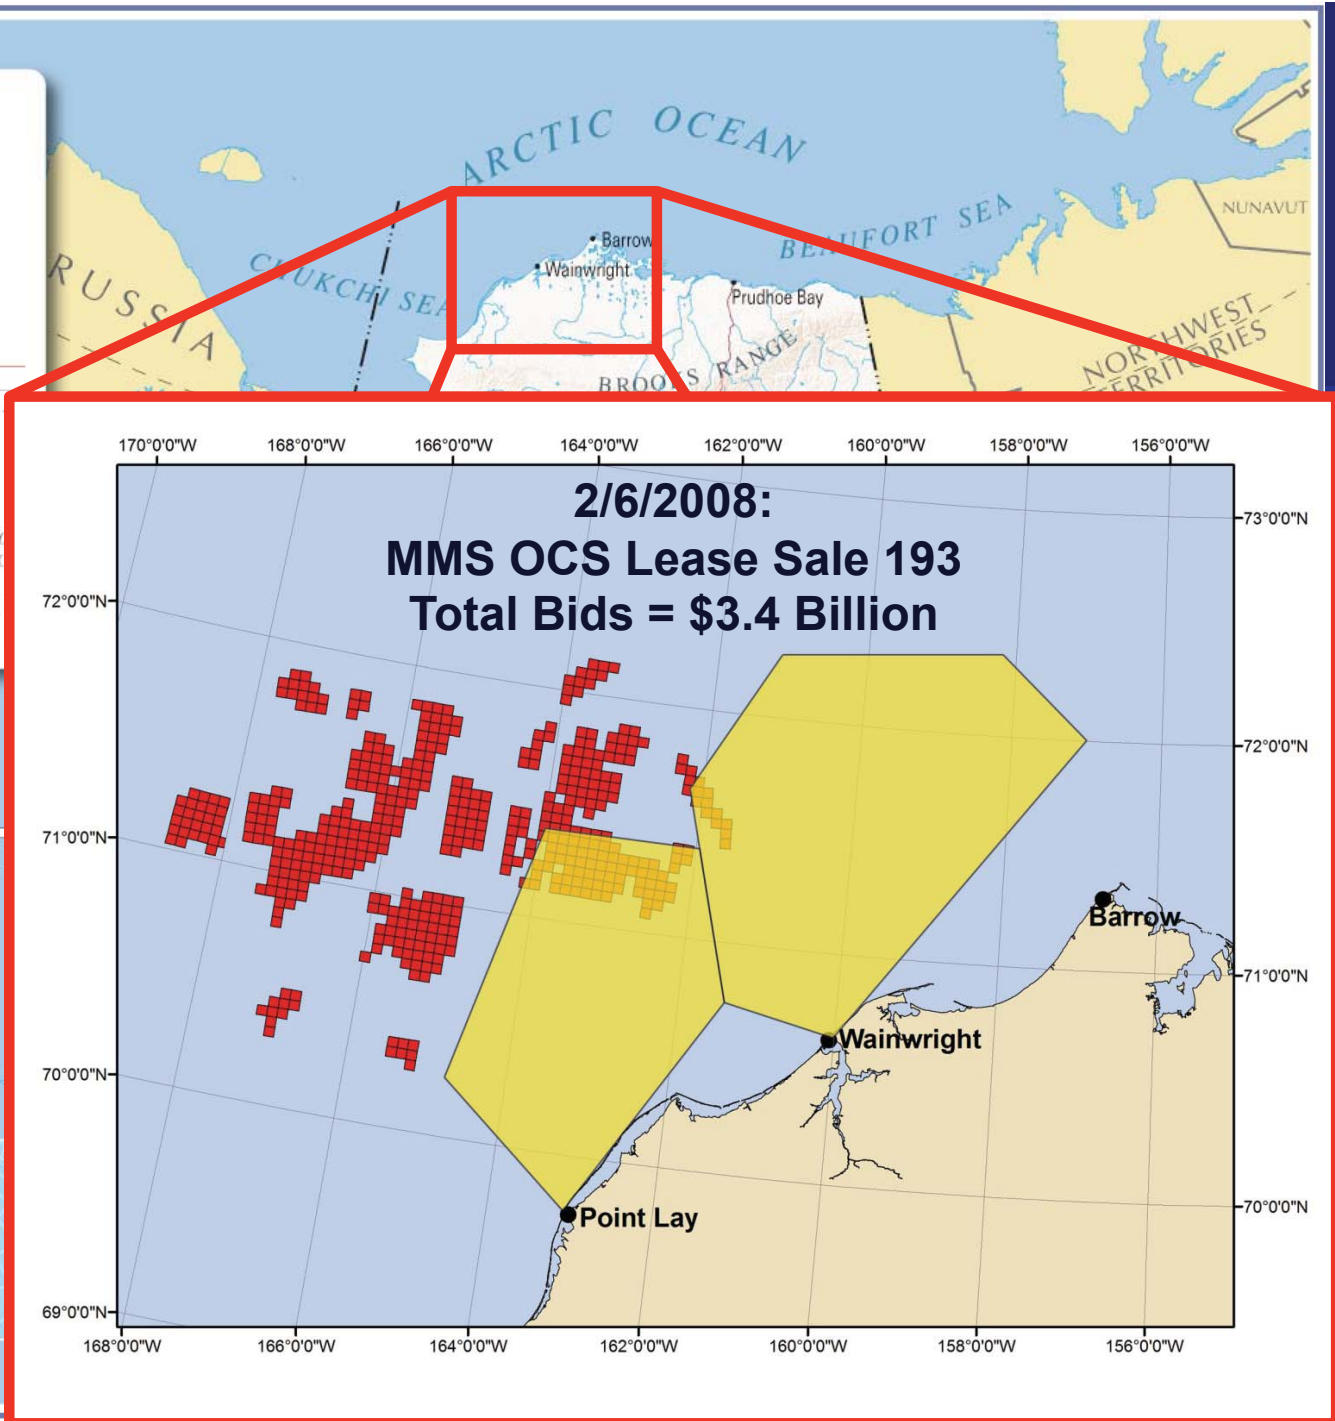 ARCTIC OCEAN
NUNAVUT
BEAUFORT SEA
Barrow
RUSSIA
CHUKCHI SEA
Wainwright
Prudhoe Bay
NORTHWEST
TERRITORIES
BROOKS RANGE
170°0'0"W 168°0'0"W 166°0'0"W 164°0'0"W 162°0'0"W 160°0'0"W 158°0'0"W 156°0'0"W
2/6/2008:
73°0'0"N
MMS OCS Lease Sale 193
72°0'0"N
Total Bids = $3.4 Billion
72°0'0"N
71°0'0"N
Barrow
71°0'0"N
Wainwright
70°0'0"N
70°0'0"N
Point Lay
69°0'0"N
168°0'0"W 166°0'0"W 164°0'0"W 162°0'0"W 160°0'0"W 158°0'0"W 156°0'0"W